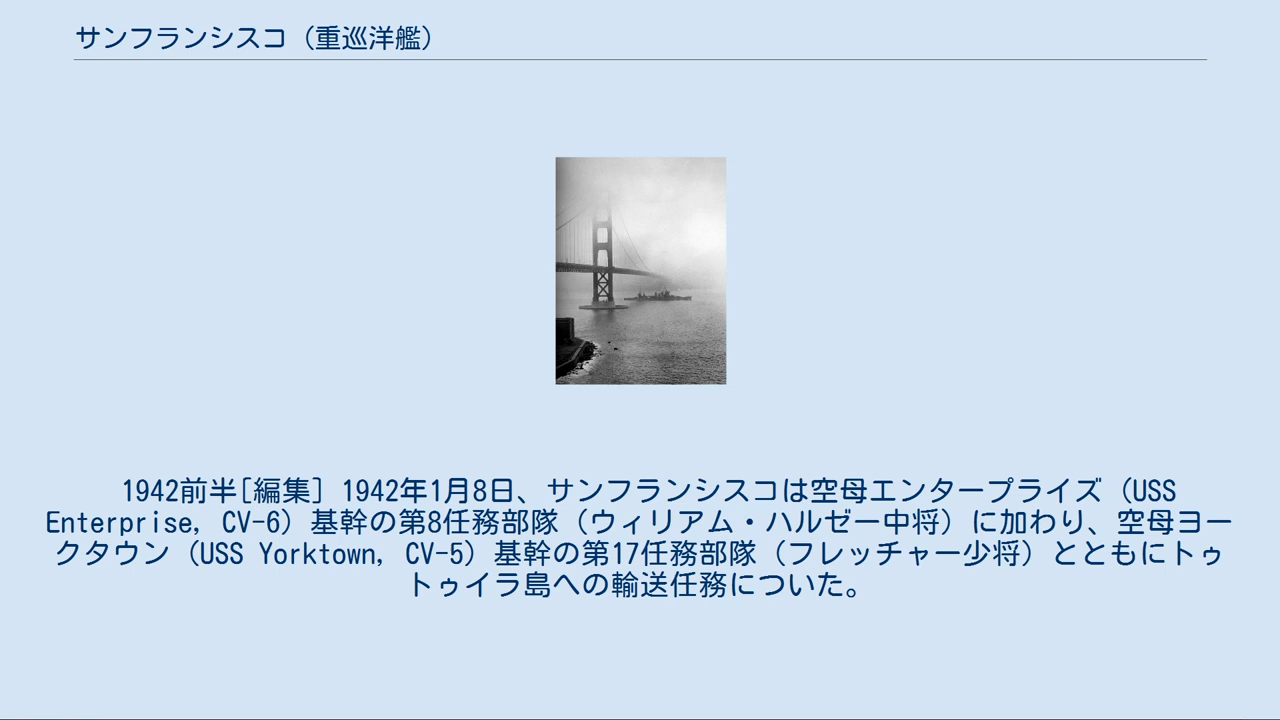 サンフランシスコ（重巡洋艦）
1942前半[編集] 1942年1月8日、サンフランシスコは空母エンタープライズ（USS
Enterprise, CV-6）基幹の第8任務部隊（ウィリアム・ハルゼー中将）に加わり、空母ヨー
クタウン（USS Yorktown, CV-5）基幹の第17任務部隊（フレッチャー少将）とともにトゥ
トゥイラ島への輸送任務についた。